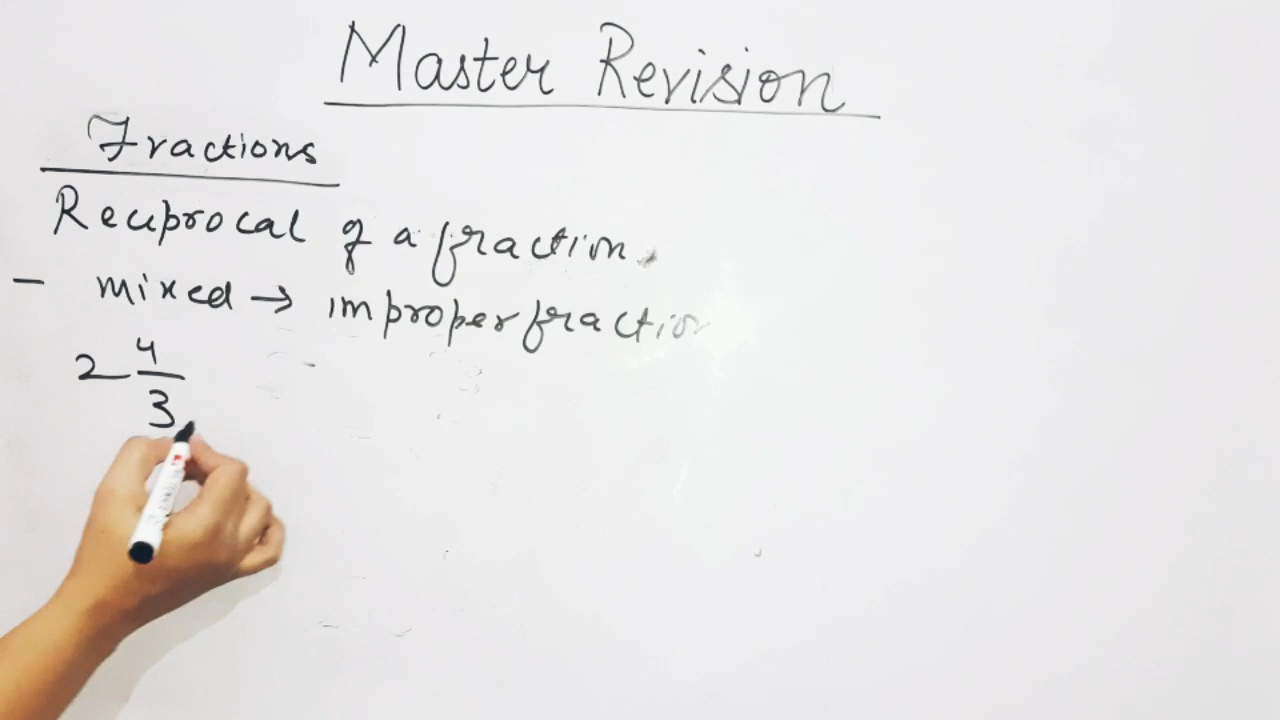 Master Revision
Fractions
Reciprocal of a fraction.
- mixed → improper fraction
2 4/3